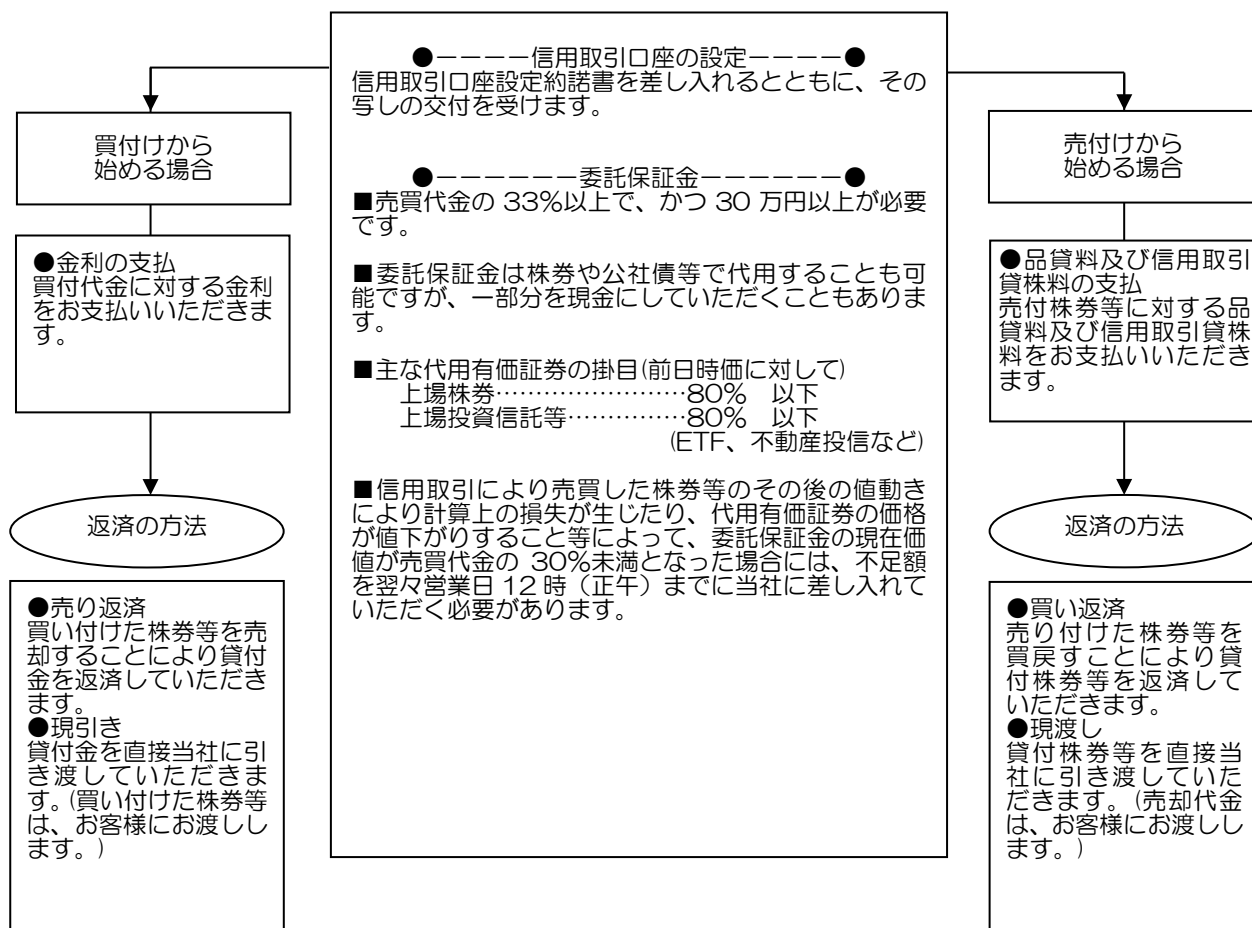 ●ーーーー信用取引口座の設定ーーーー●
信用取引口座設定約諾書を差し入れるとともに、その
写しの交付を受けます。
●ーーーーーー委託保証金ーーーーーー●
■売買代金の 33%以上で、かつ 30 万円以上が必要
です。
■委託保証金は株券や公社債等で代用することも可
能ですが、一部分を現金にしていただくこともありま
す。
■主な代用有価証券の掛目(前日時価に対して)
上場株券……………………80% 以下
上場投資信託等……………80% 以下
(ETF、不動産投信など)
■信用取引により売買した株券等のその後の値動き
により計算上の損失が生じたり、代用有価証券の価格
が値下がりすること等によって、委託保証金の現在価
値が売買代金の 30%未満となった場合には、不足額
を翌々営業日 12 時（正午）までに当社に差し入れて
いただく必要があります。
買付けから
始める場合
●金利の支払
買付代金に対する金利
をお支払いいただきま
す。
返済の方法
●売り返済
買い付けた株券等を売
却することにより貸付
金を返済していただき
ます。
●現引き
貸付金を直接当社に引
き渡していただきま
す。(買い付けた株券等
は、お客様にお渡しし
ます。)
売付けから
始める場合
●品貸料及び信用取引
貸株料の支払
売付株券等に対する品
貸料及び信用取引貸株
料をお支払いいただき
ます。
返済の方法
●買い返済
売り付けた株券等を
買戻すことにより貸
付株券等を返済して
いただきます。
●現渡し
貸付株券等を直接当
社に引き渡していた
だきます。(売却代金
は、お客様にお渡しし
ます。)